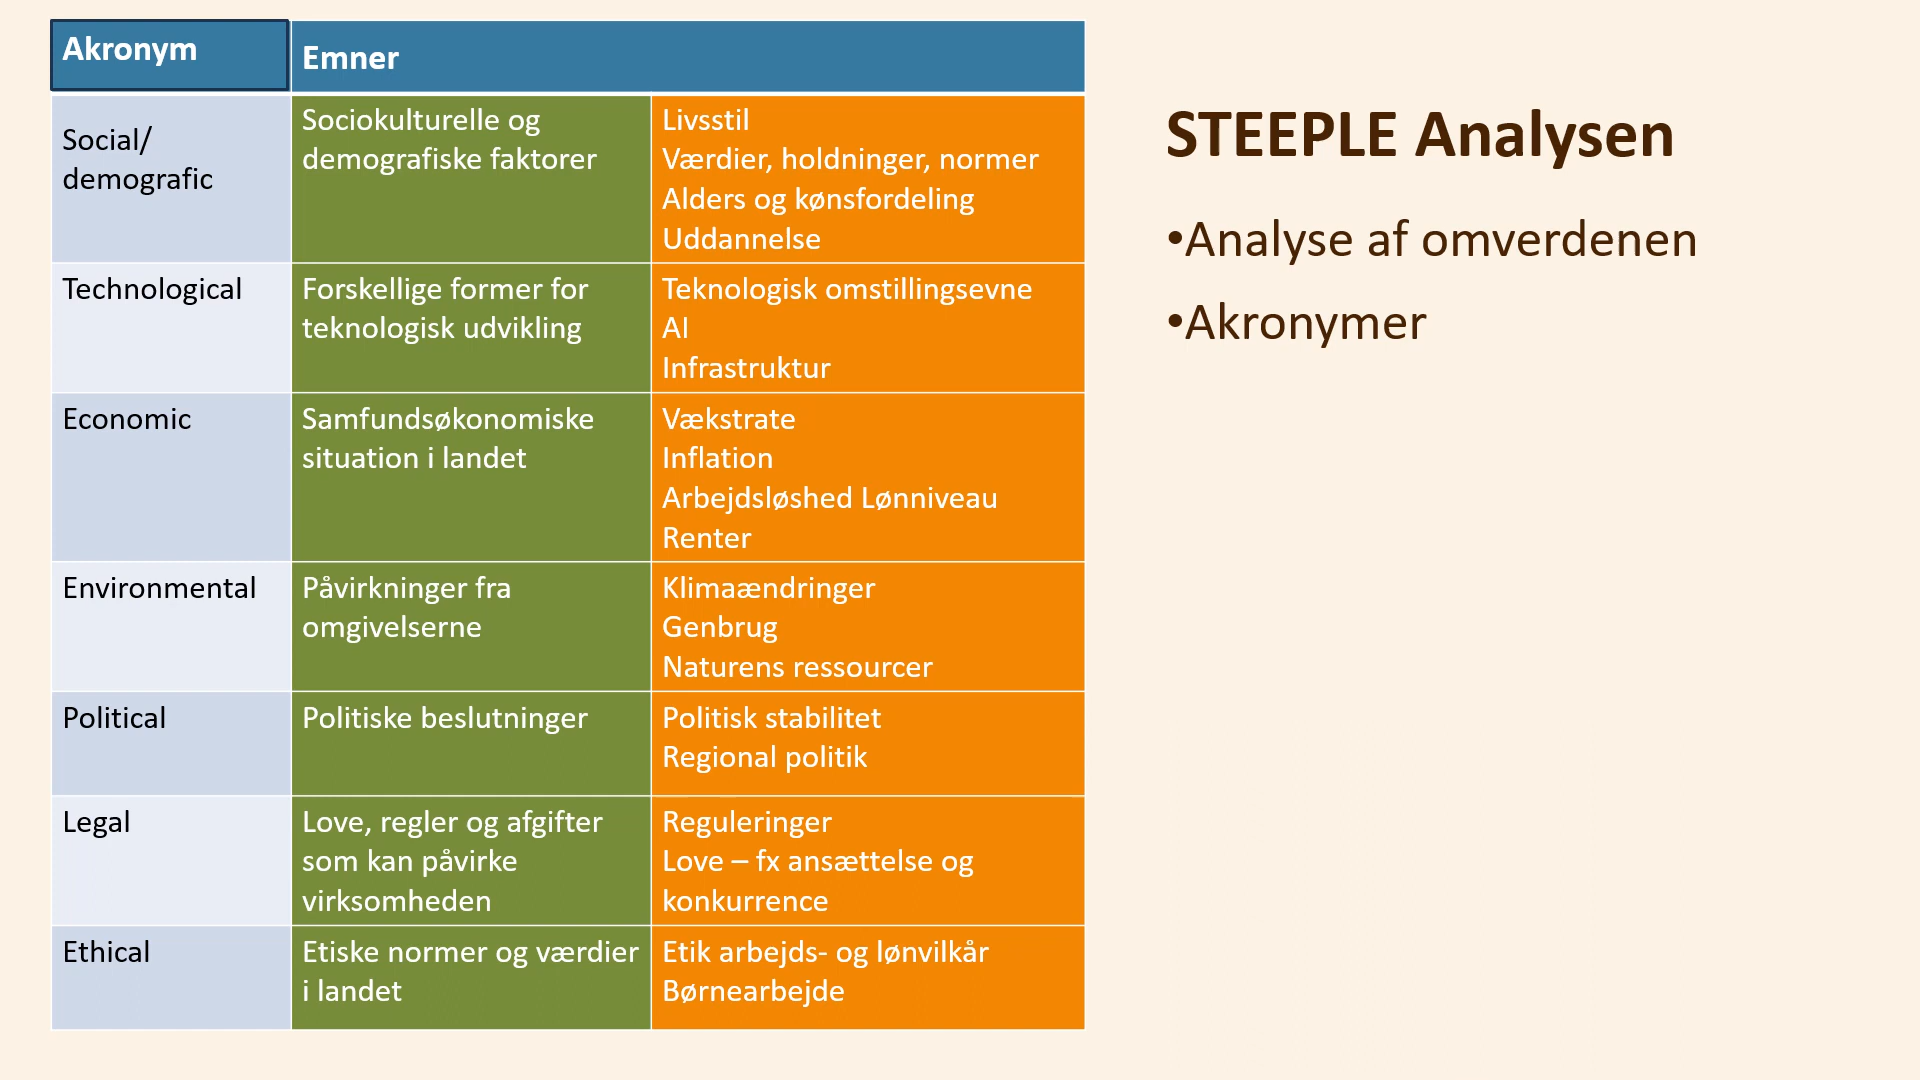 Akronym
Emner
Social/
demografic
Sociokulturelle og
demografiske faktorer
Livsstil
Værdier, holdninger, normer
Alders og kønsfordeling
Uddannelse
Technological
Forskellige former for
teknologisk udvikling
Teknologisk omstillingsevne
AI
Infrastruktur
Economic
Samfundsøkonomiske
situation i landet
Vækstrate
Inflation
Arbejdsløshed Lønniveau
Renter
Environmental
Påvirkninger fra
omgivelserne
Klimaændringer
Genbrug
Naturens ressourcer
Political
Politiske beslutninger
Politisk stabilitet
Regional politik
Legal
Love, regler og afgifter
som kan påvirke
virksomheden
Reguleringer
Love – fx ansættelse og
konkurrence
Ethical
Etiske normer og værdier
i landet
Etik arbejds- og lønvilkår
Børnearbejde
STEEPLE Analysen
•Analyse af omverdenen
•Akronymer